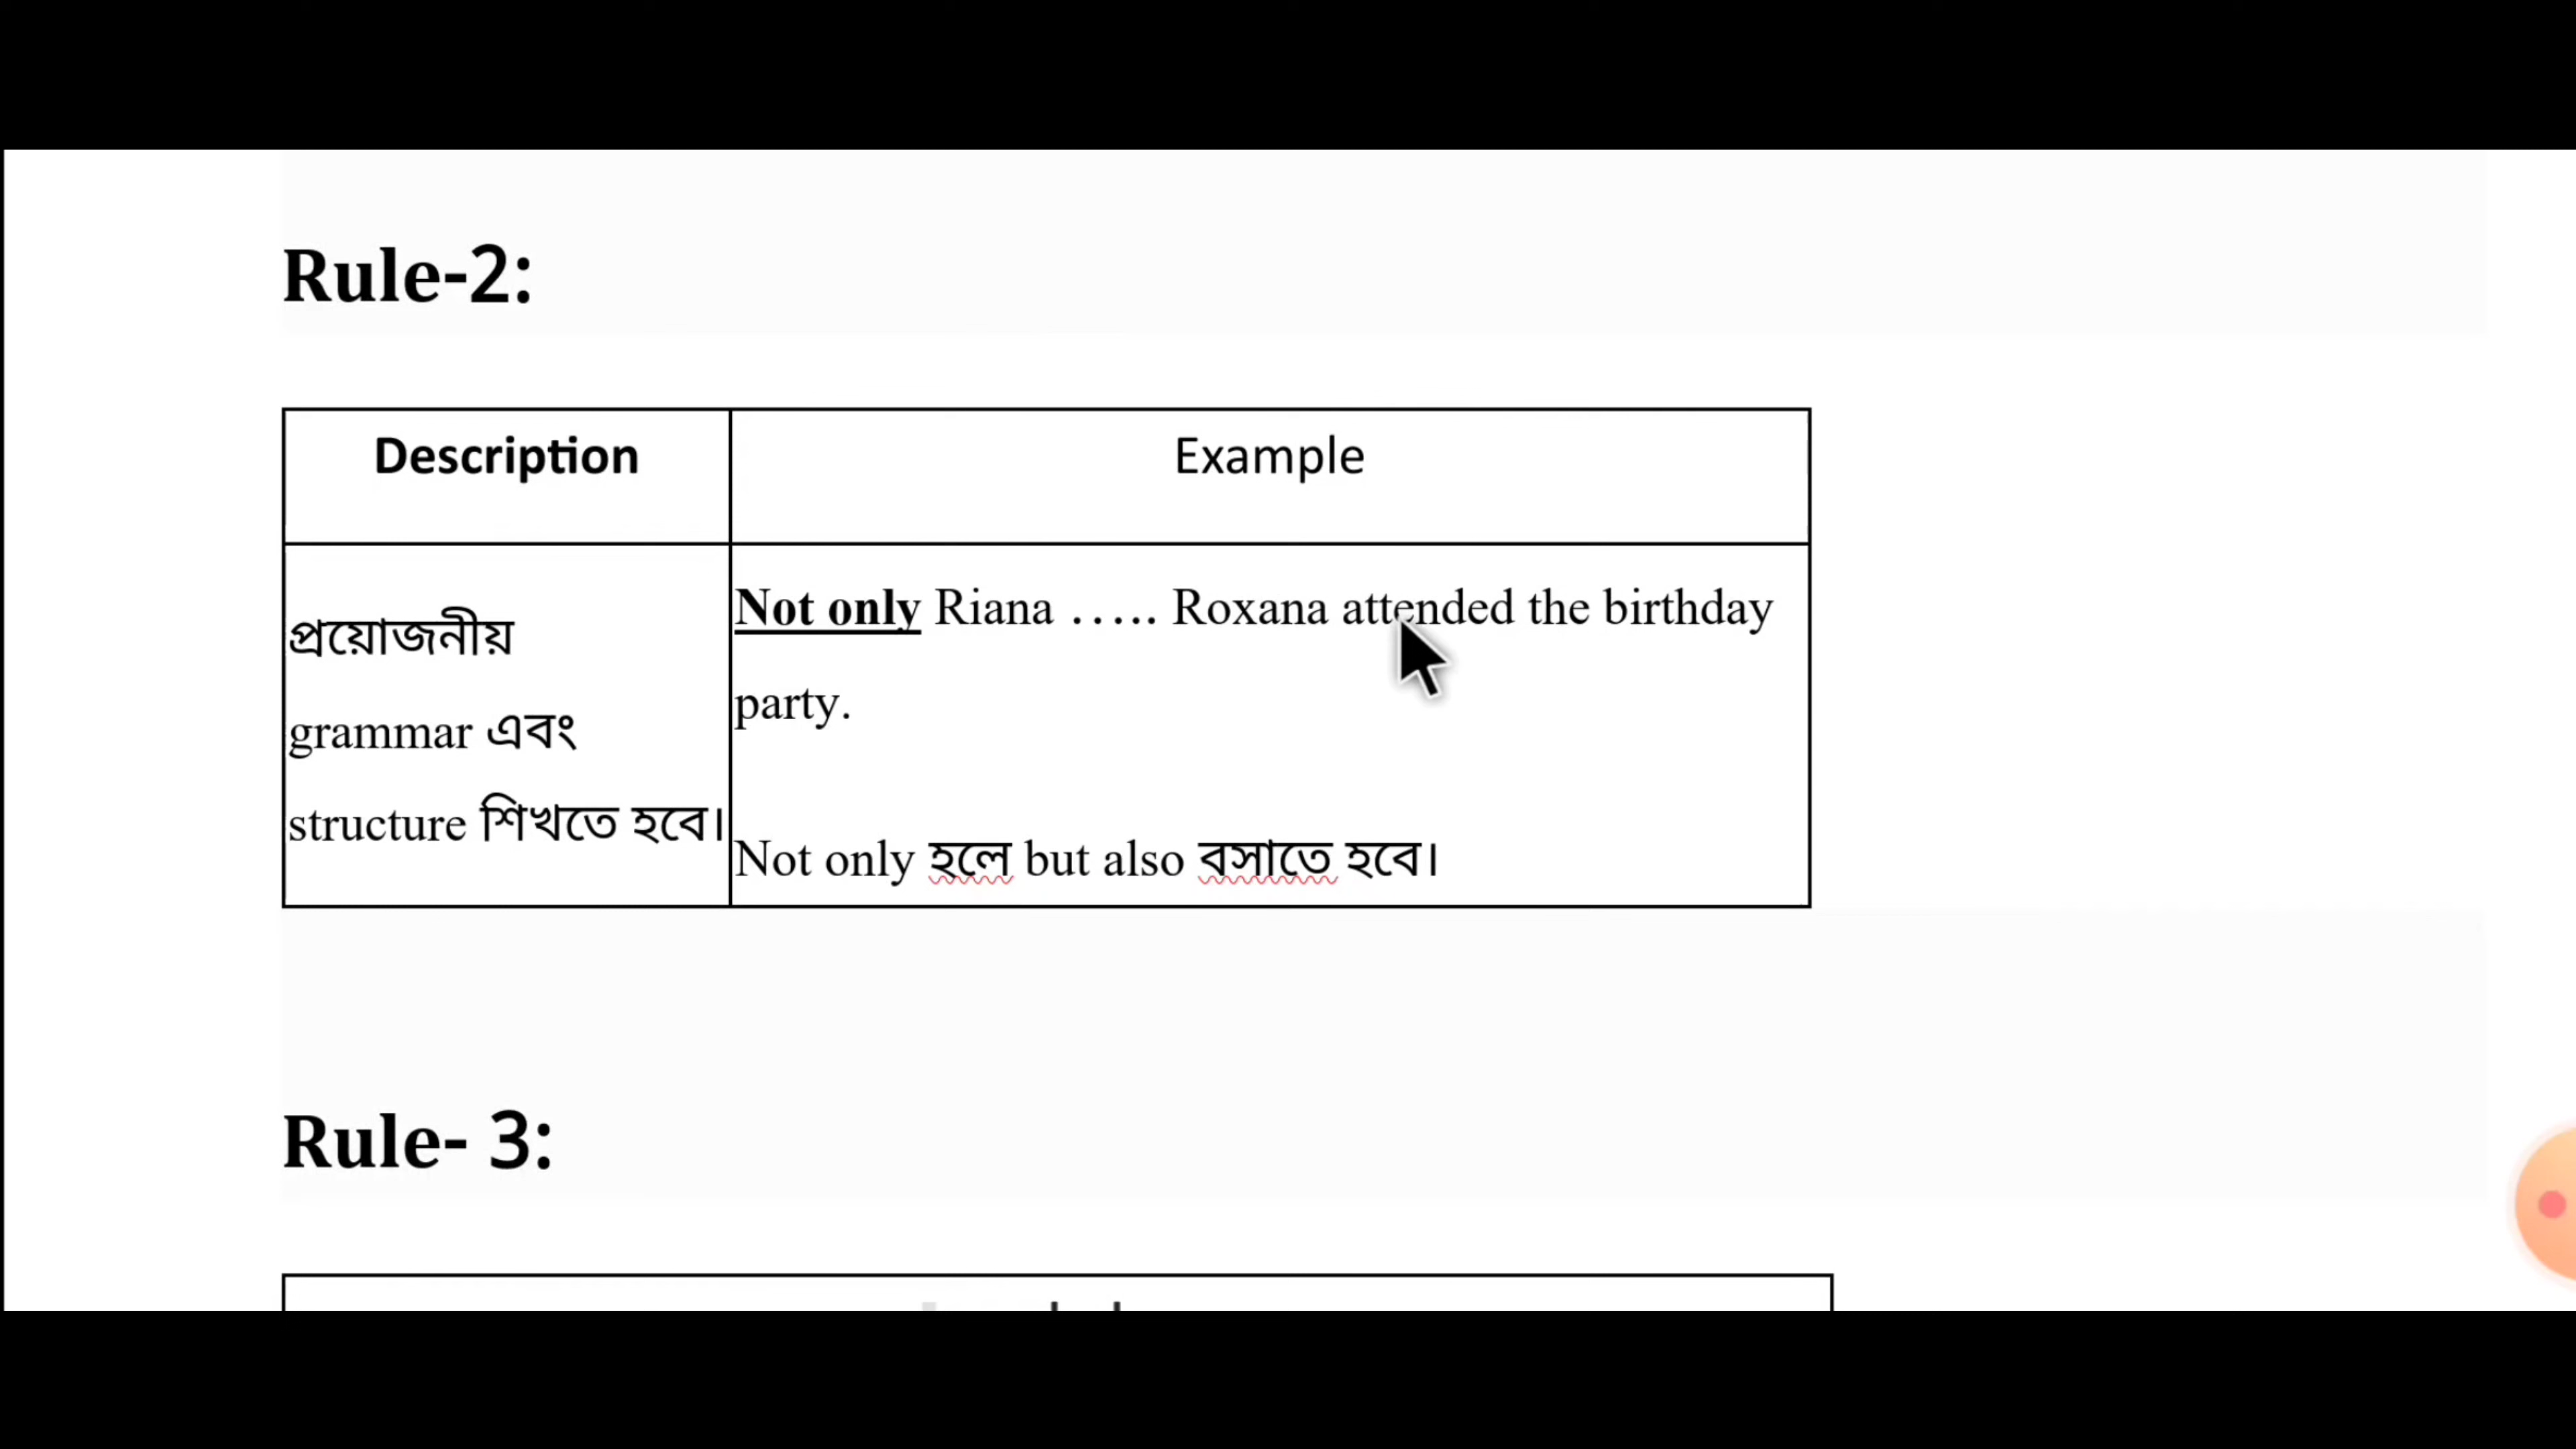 Rule-2:
Description
Example
প্রয়োজনীয়
grammar এবং
structure শিখতে হবে।
Not only Riana ….. Roxana attended the birthday
party.
Not only হলে but also বসাতে হবে।
Rule- 3: